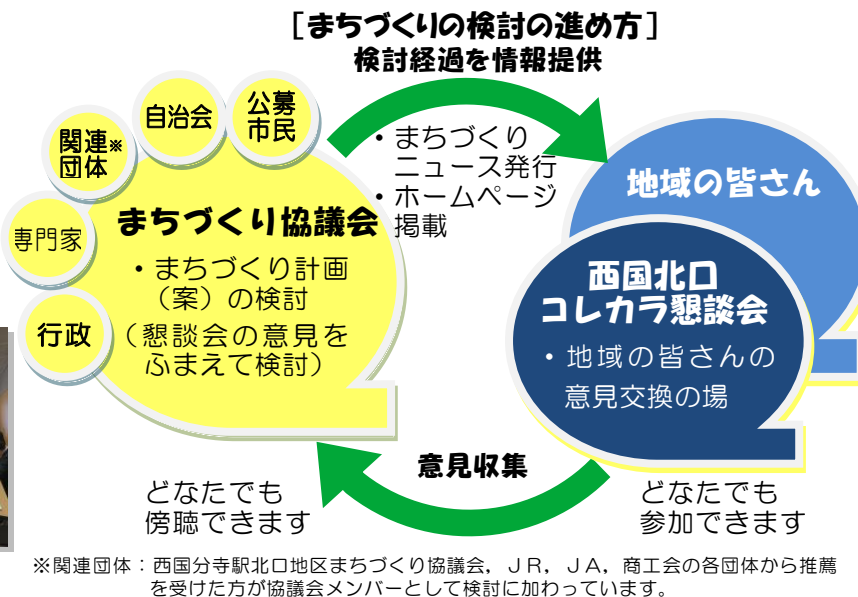 ［まちづくりの検討の進め方］
検討経過を情報提供
公募
市民
自治会
関連※
団体
専門家
行政
まちづくり協議会
・まちづくり計画
（案）の検討
（懇談会の意見を
ふまえて検討）
・まちづくり
ニュース発行
・ホームページ
掲載
地域の皆さん
西国北口
コレカラ懇談会
・地域の皆さんの
意見交換の場
意見収集
どなたでも
傍聴できます
どなたでも
参加できます
※関連団体：西国分寺駅北口地区まちづくり協議会，ＪＲ，ＪＡ，商工会の各団体から推薦
を受けた方が協議会メンバーとして検討に加わっています。